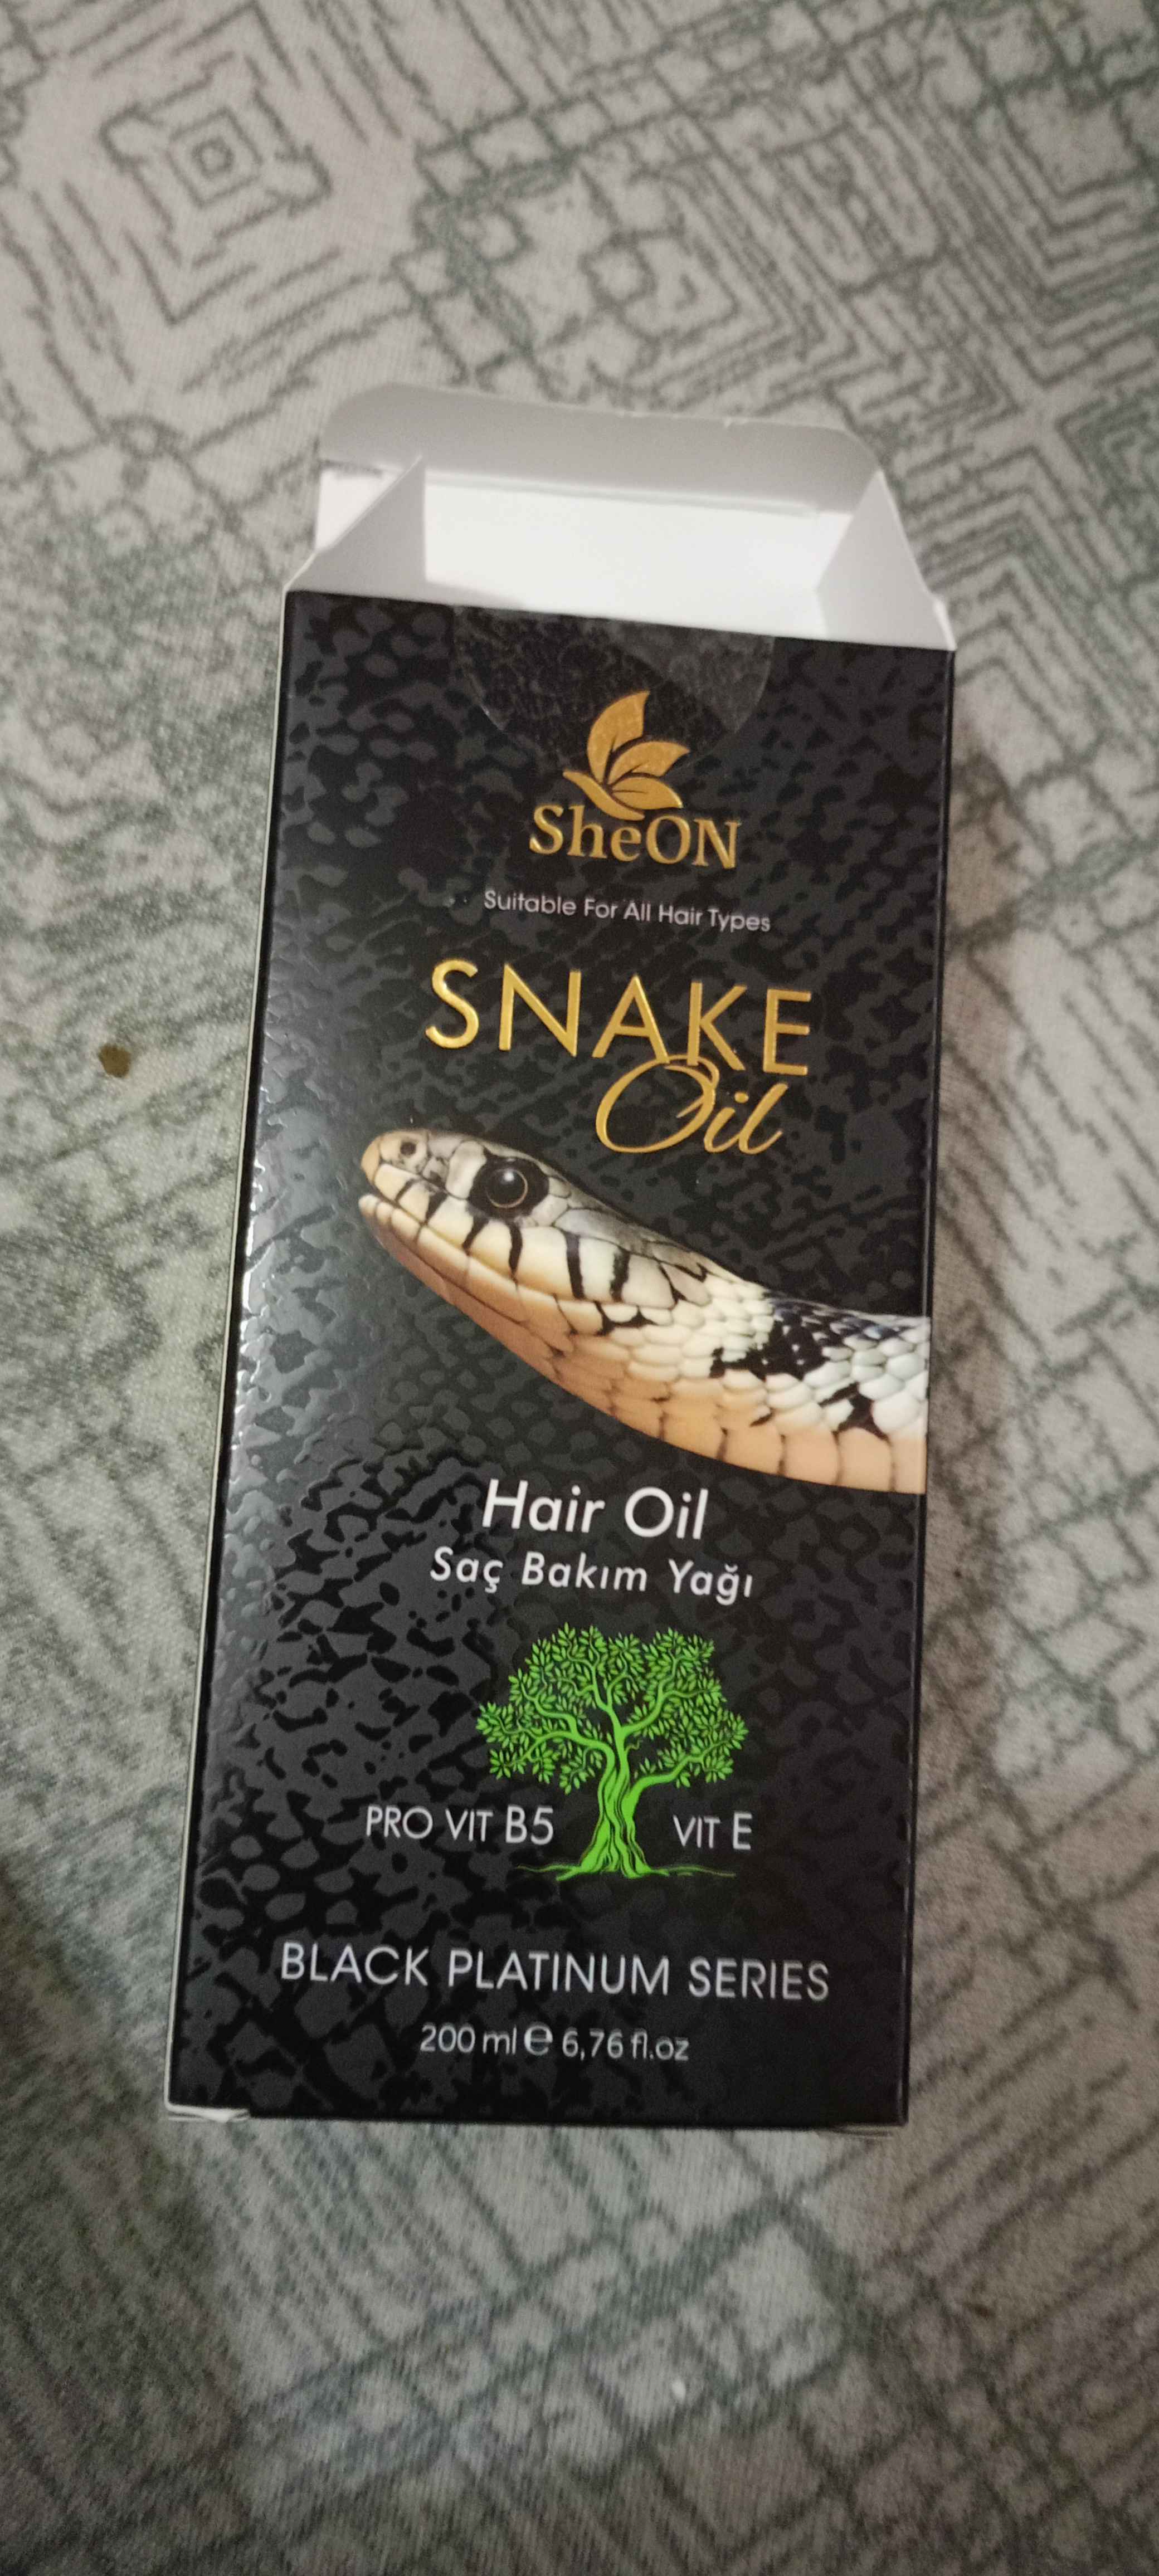 SheON
Suitable For All Hair Types
SNAKE
Oil
Hair Oil
Saç Bakım Yağı
PRO VIT B5 VIT E
BLACK PLATINUM SERIES
200 ml ℮ 6,76 fl.oz